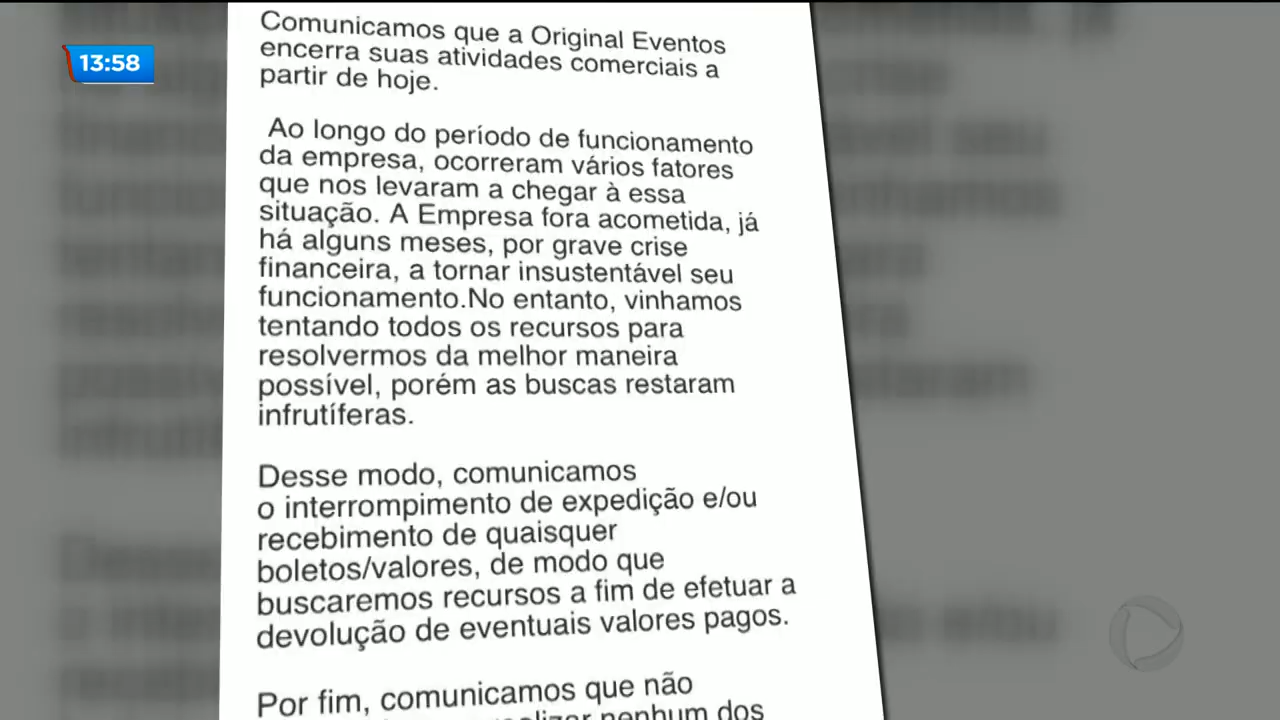 13:58
Comunicamos que a Original Eventos
encerra suas atividades comerciais a
partir de hoje.
Ao longo do período de funcionamento
da empresa, ocorreram vários fatores
que nos levaram a chegar à essa
situação. A Empresa fora acometida, já
há alguns meses, por grave crise
financeira, a tornar insustentável seu
funcionamento.No entanto, vinhamos
tentando todos os recursos para
resolvermos da melhor maneira
possível, porém as buscas restaram
infrutíferas.
Desse modo, comunicamos
o interrompimento de expedição e/ou
recebimento de quaisquer
boletos/valores, de modo que
buscaremos recursos a fim de efetuar a
devolução de eventuais valores pagos.
Por fim, comunicamos que não
nenhum dos